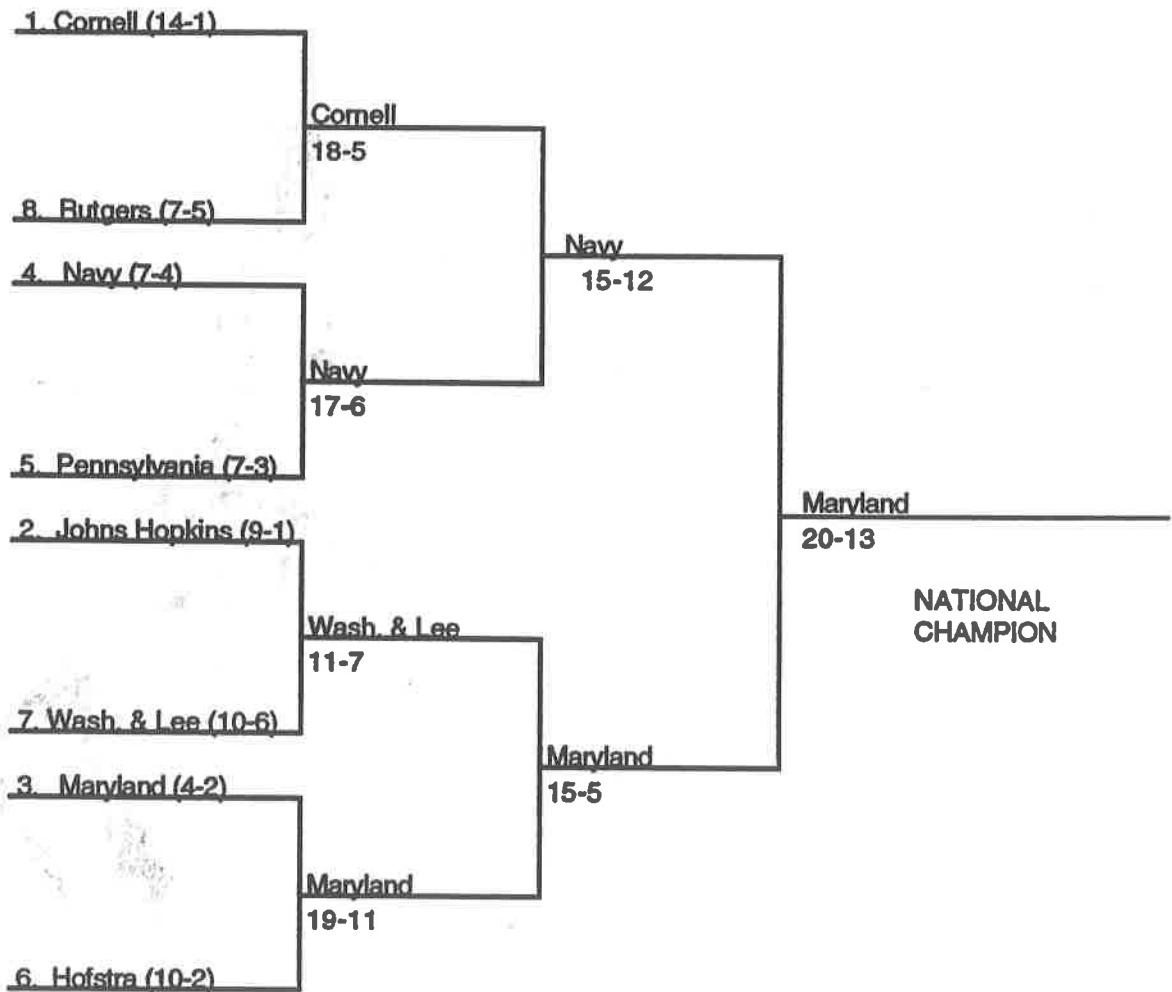 1. Cornell (14-1)
Cornell
18-5
8. Rutgers (7-5)
Navy
15-12
4. Navy (7-4)
Navy
17-6
5. Pennsylvania (7-3)
Maryland
20-13
NATIONAL
CHAMPION
2. Johns Hopkins (9-1)
Wash. & Lee
11-7
7. Wash. & Lee (10-6)
Maryland
15-5
3. Maryland (4-2)
Maryland
19-11
6. Hofstra (10-2)